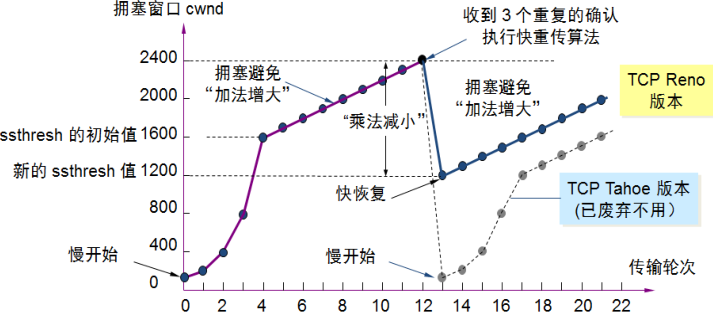 拥塞窗口 cwnd
收到 3 个重复的确认
执行快重传算法
2400
拥塞避免
“加法增大”
拥塞避免
“加法增大”
TCP Reno
版本
2000
“乘法减小”
ssthresh 的初始值
1600
新的 ssthresh 值
1200
快恢复
TCP Tahoe 版本
(已废弃不用）
800
400
慢开始
慢开始
传输轮次
0
0 2 4 6 8 10 12 14 16 18 20 22